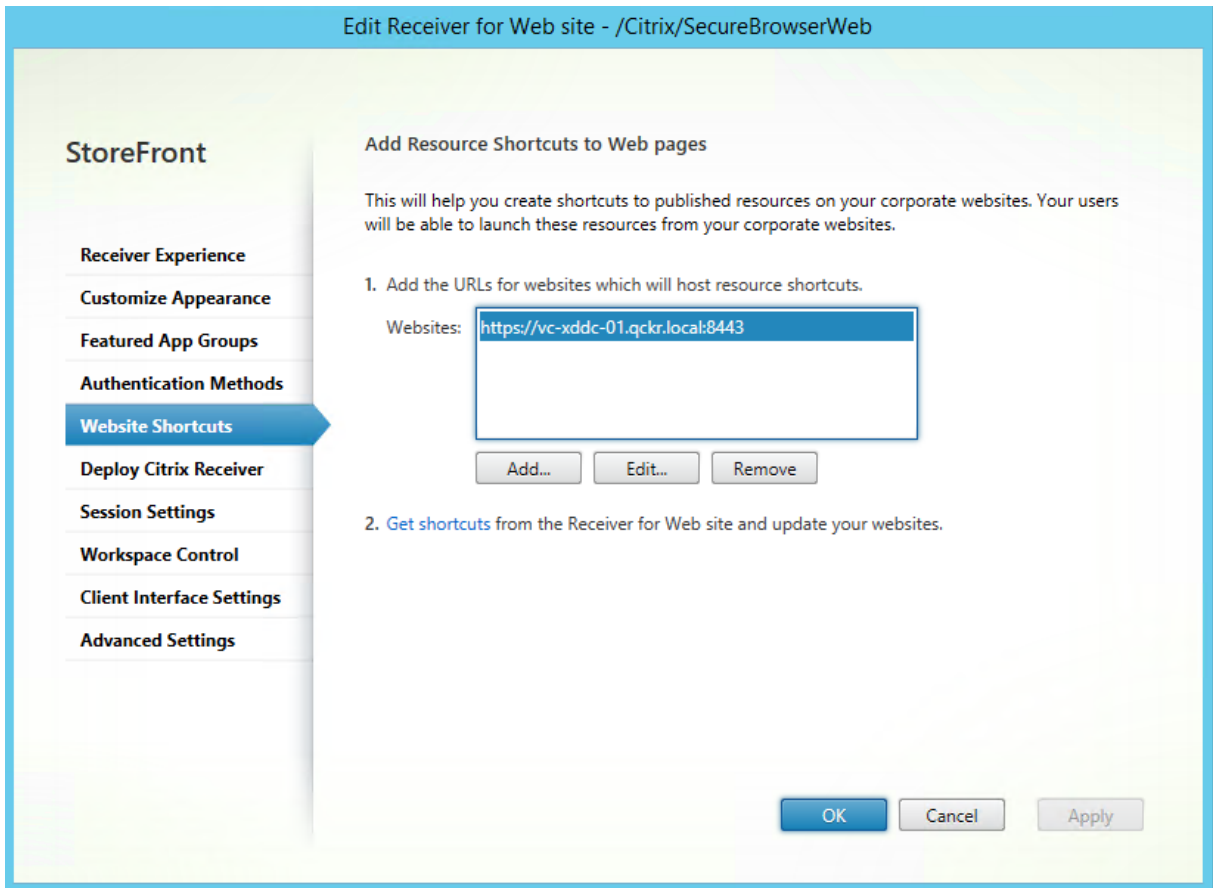 Edit Receiver for Web site - /Citrix/SecureBrowserWeb
StoreFront
Receiver Experience
Customize Appearance
Featured App Groups
Authentication Methods
Website Shortcuts
Deploy Citrix Receiver
Session Settings
Workspace Control
Client Interface Settings
Advanced Settings
Add Resource Shortcuts to Web pages
This will help you create shortcuts to published resources on your corporate websites. Your users
will be able to launch these resources from your corporate websites.
1. Add the URLs for websites which will host resource shortcuts.
Websites: https://vc-xddc-01.qckr.local:8443
Add... Edit... Remove
2. Get shortcuts from the Receiver for Web site and update your websites.
OK Cancel Apply